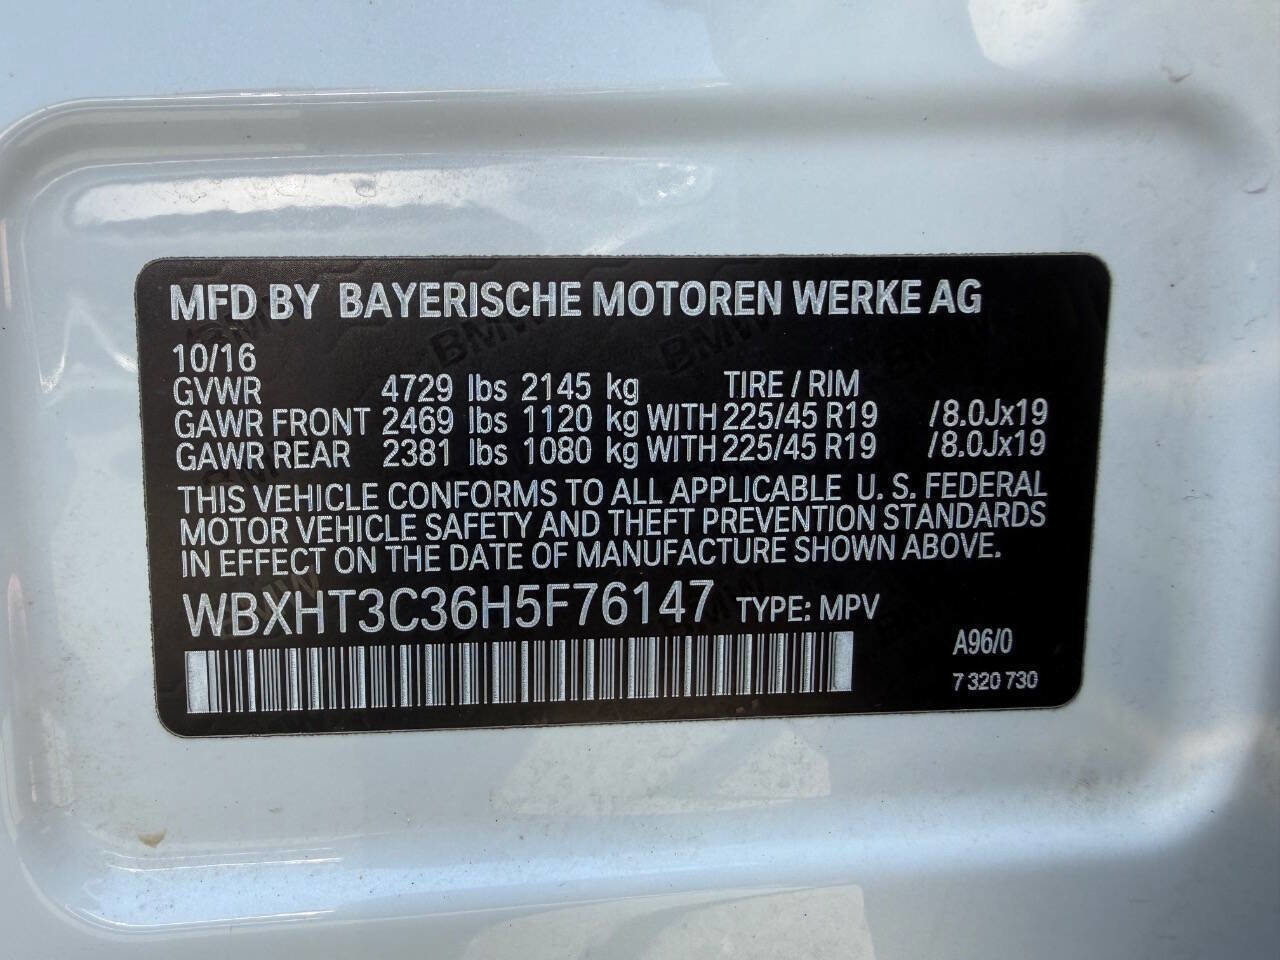 MFD BY BAYERISCHE MOTOREN WERKE AG
10/16
GVWR 4729 lbs 2145 kg TIRE / RIM
GAWR FRONT 2469 lbs 1120 kg WITH 225/45 R19 /8.0Jx19
GAWR REAR 2381 lbs 1080 kg WITH 225/45 R19 /8.0Jx19
THIS VEHICLE CONFORMS TO ALL APPLICABLE U. S. FEDERAL
MOTOR VEHICLE SAFETY AND THEFT PREVENTION STANDARDS
IN EFFECT ON THE DATE OF MANUFACTURE SHOWN ABOVE.
WBXHT3C36H5F76147 TYPE: MPV
A96/0
7 320 730